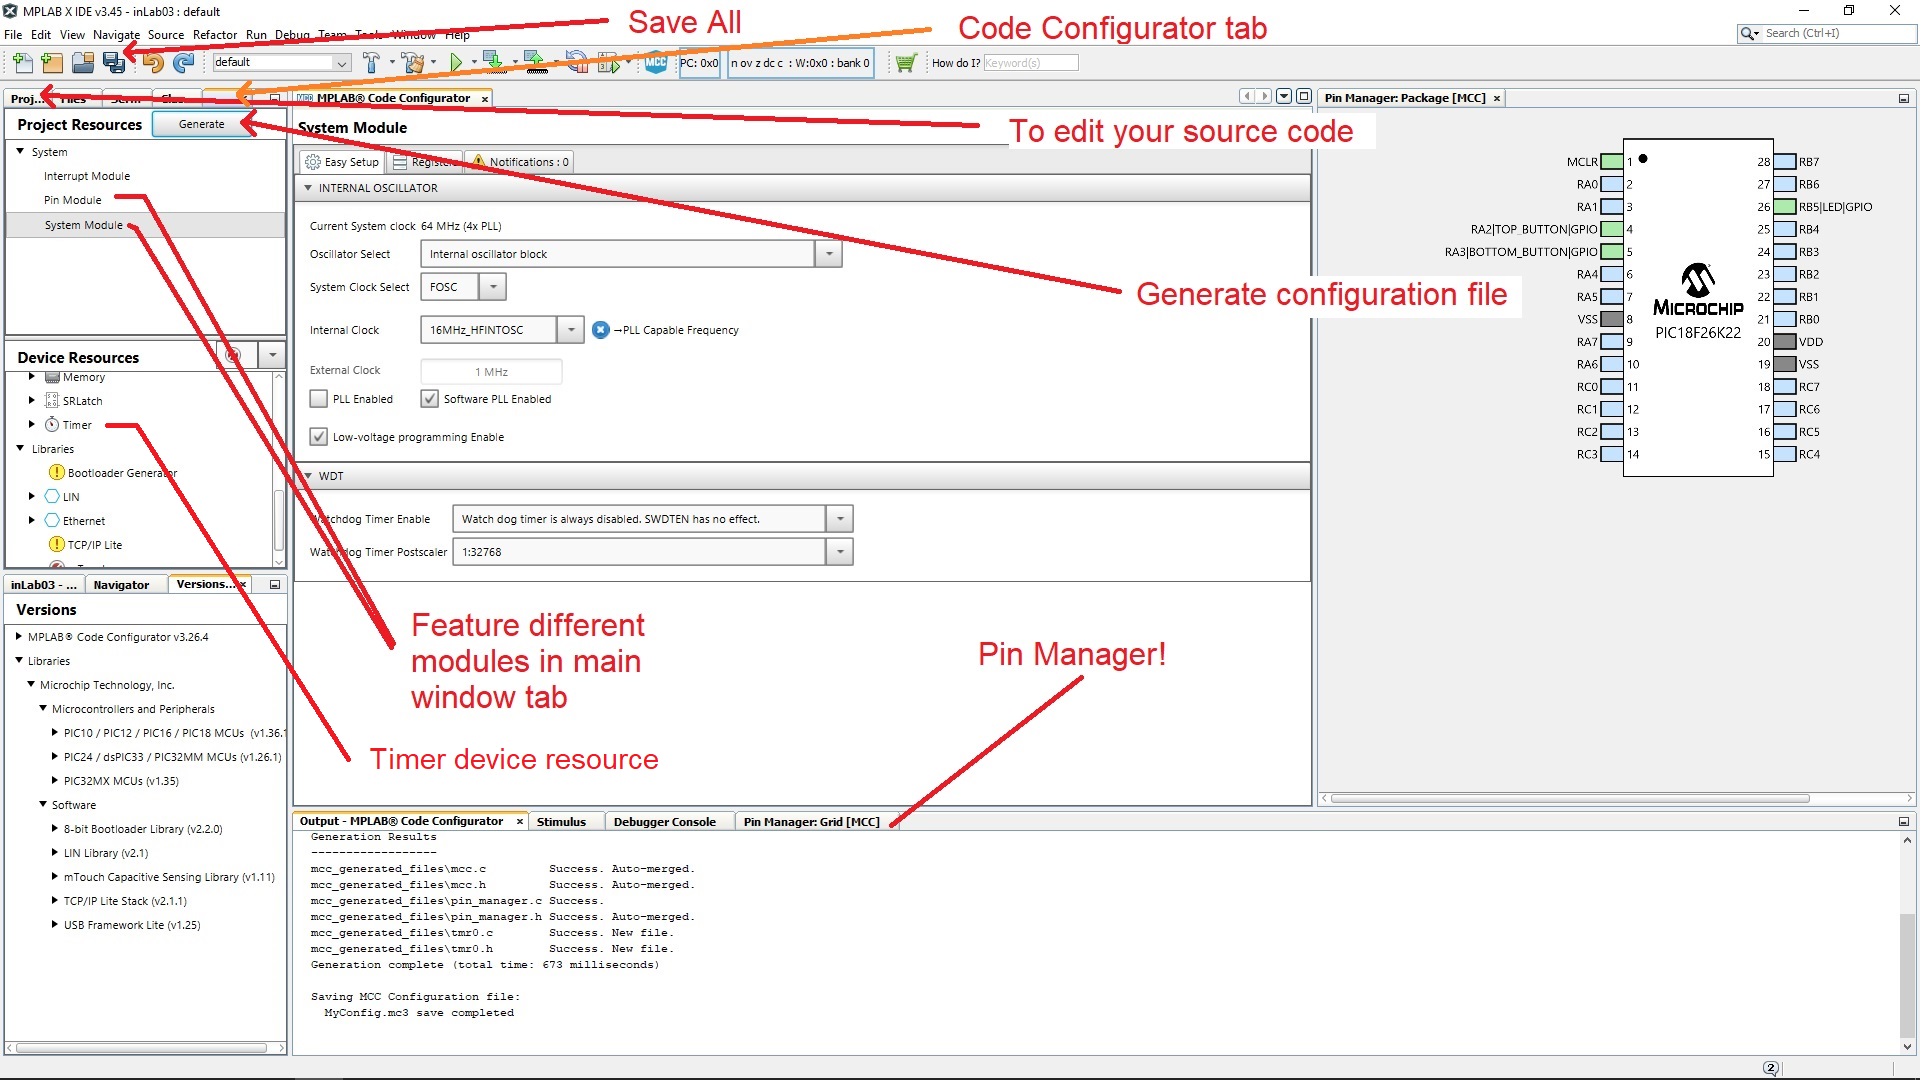 MPLAB X IDE v3.45 - inLab03 : default
File Edit View Navigate Source Refactor Run Debug Team Tools Window Help
Save All
Code Configurator tab
Search (Ctrl+I)
default
MCC
PC: 0x0
n ov z dc c : W:0x0 : bank 0
How do I? Keyword(s)
Proj... Files
MPLAB® Code Configurator
Pin Manager: Package [MCC]
Project Resources
Generate
System Module
To edit your source code
System
Interrupt Module
Pin Module
System Module
Easy Setup
Registers
Notifications : 0
INTERNAL OSCILLATOR
Current System clock 64 MHz (4x PLL)
Oscillator Select Internal oscillator block
System Clock Select FOSC
Generate configuration file
Internal Clock 16MHz_HFINTOSC →PLL Capable Frequency
External Clock 1 MHz
PLL Enabled Software PLL Enabled
Low-voltage programming Enable
WDT
Watchdog Timer Enable Watch dog timer is always disabled. SWDTEN has no effect.
Watchdog Timer Postscaler 1:32768
MCLR 1 28 RB7
RA0 2 27 RB6
RA1 3 26 RB5|LED|GPIO
RA2|TOP_BUTTON|GPIO 4 25 RB4
RA3|BOTTOM_BUTTON|GPIO 5 24 RB3
RA4 6 23 RB2
RA5 7 22 RB1
VSS 8 21 RB0
RA7 9 20 VDD
RA6 10 19 VSS
RC0 11 18 RC7
RC1 12 17 RC6
RC2 13 16 RC5
RC3 14 15 RC4
MICROCHIP
PIC18F26K22
Device Resources
Memory
SRLatch
Timer
Libraries
Bootloader Generator
LIN
Ethernet
TCP/IP Lite
inLab03 - ...
Navigator
Versions...
Versions
MPLAB® Code Configurator v3.26.4
Libraries
Microchip Technology, Inc.
Microcontrollers and Peripherals
PIC10 / PIC12 / PIC16 / PIC18 MCUs (v1.36.1
PIC24 / dsPIC33 / PIC32MM MCUs (v1.26.1)
PIC32MX MCUs (v1.35)
Software
8-bit Bootloader Library (v2.2.0)
LIN Library (v2.1)
mTouch Capacitive Sensing Library (v1.11)
TCP/IP Lite Stack (v2.1.1)
USB Framework Lite (v1.25)
Feature different
modules in main
window tab
Timer device resource
Pin Manager!
Output - MPLAB® Code Configurator
Stimulus
Debugger Console
Pin Manager: Grid [MCC]
Generation Results
------------------
mcc_generated_files\mcc.c Success. Auto-merged.
mcc_generated_files\mcc.h Success. Auto-merged.
mcc_generated_files\pin_manager.c Success.
mcc_generated_files\pin_manager.h Success. Auto-merged.
mcc_generated_files\tmr0.c Success. New file.
mcc_generated_files\tmr0.h Success. New file.
Generation complete (total time: 673 milliseconds)
Saving MCC Configuration file:
MyConfig.mc3 save completed
2